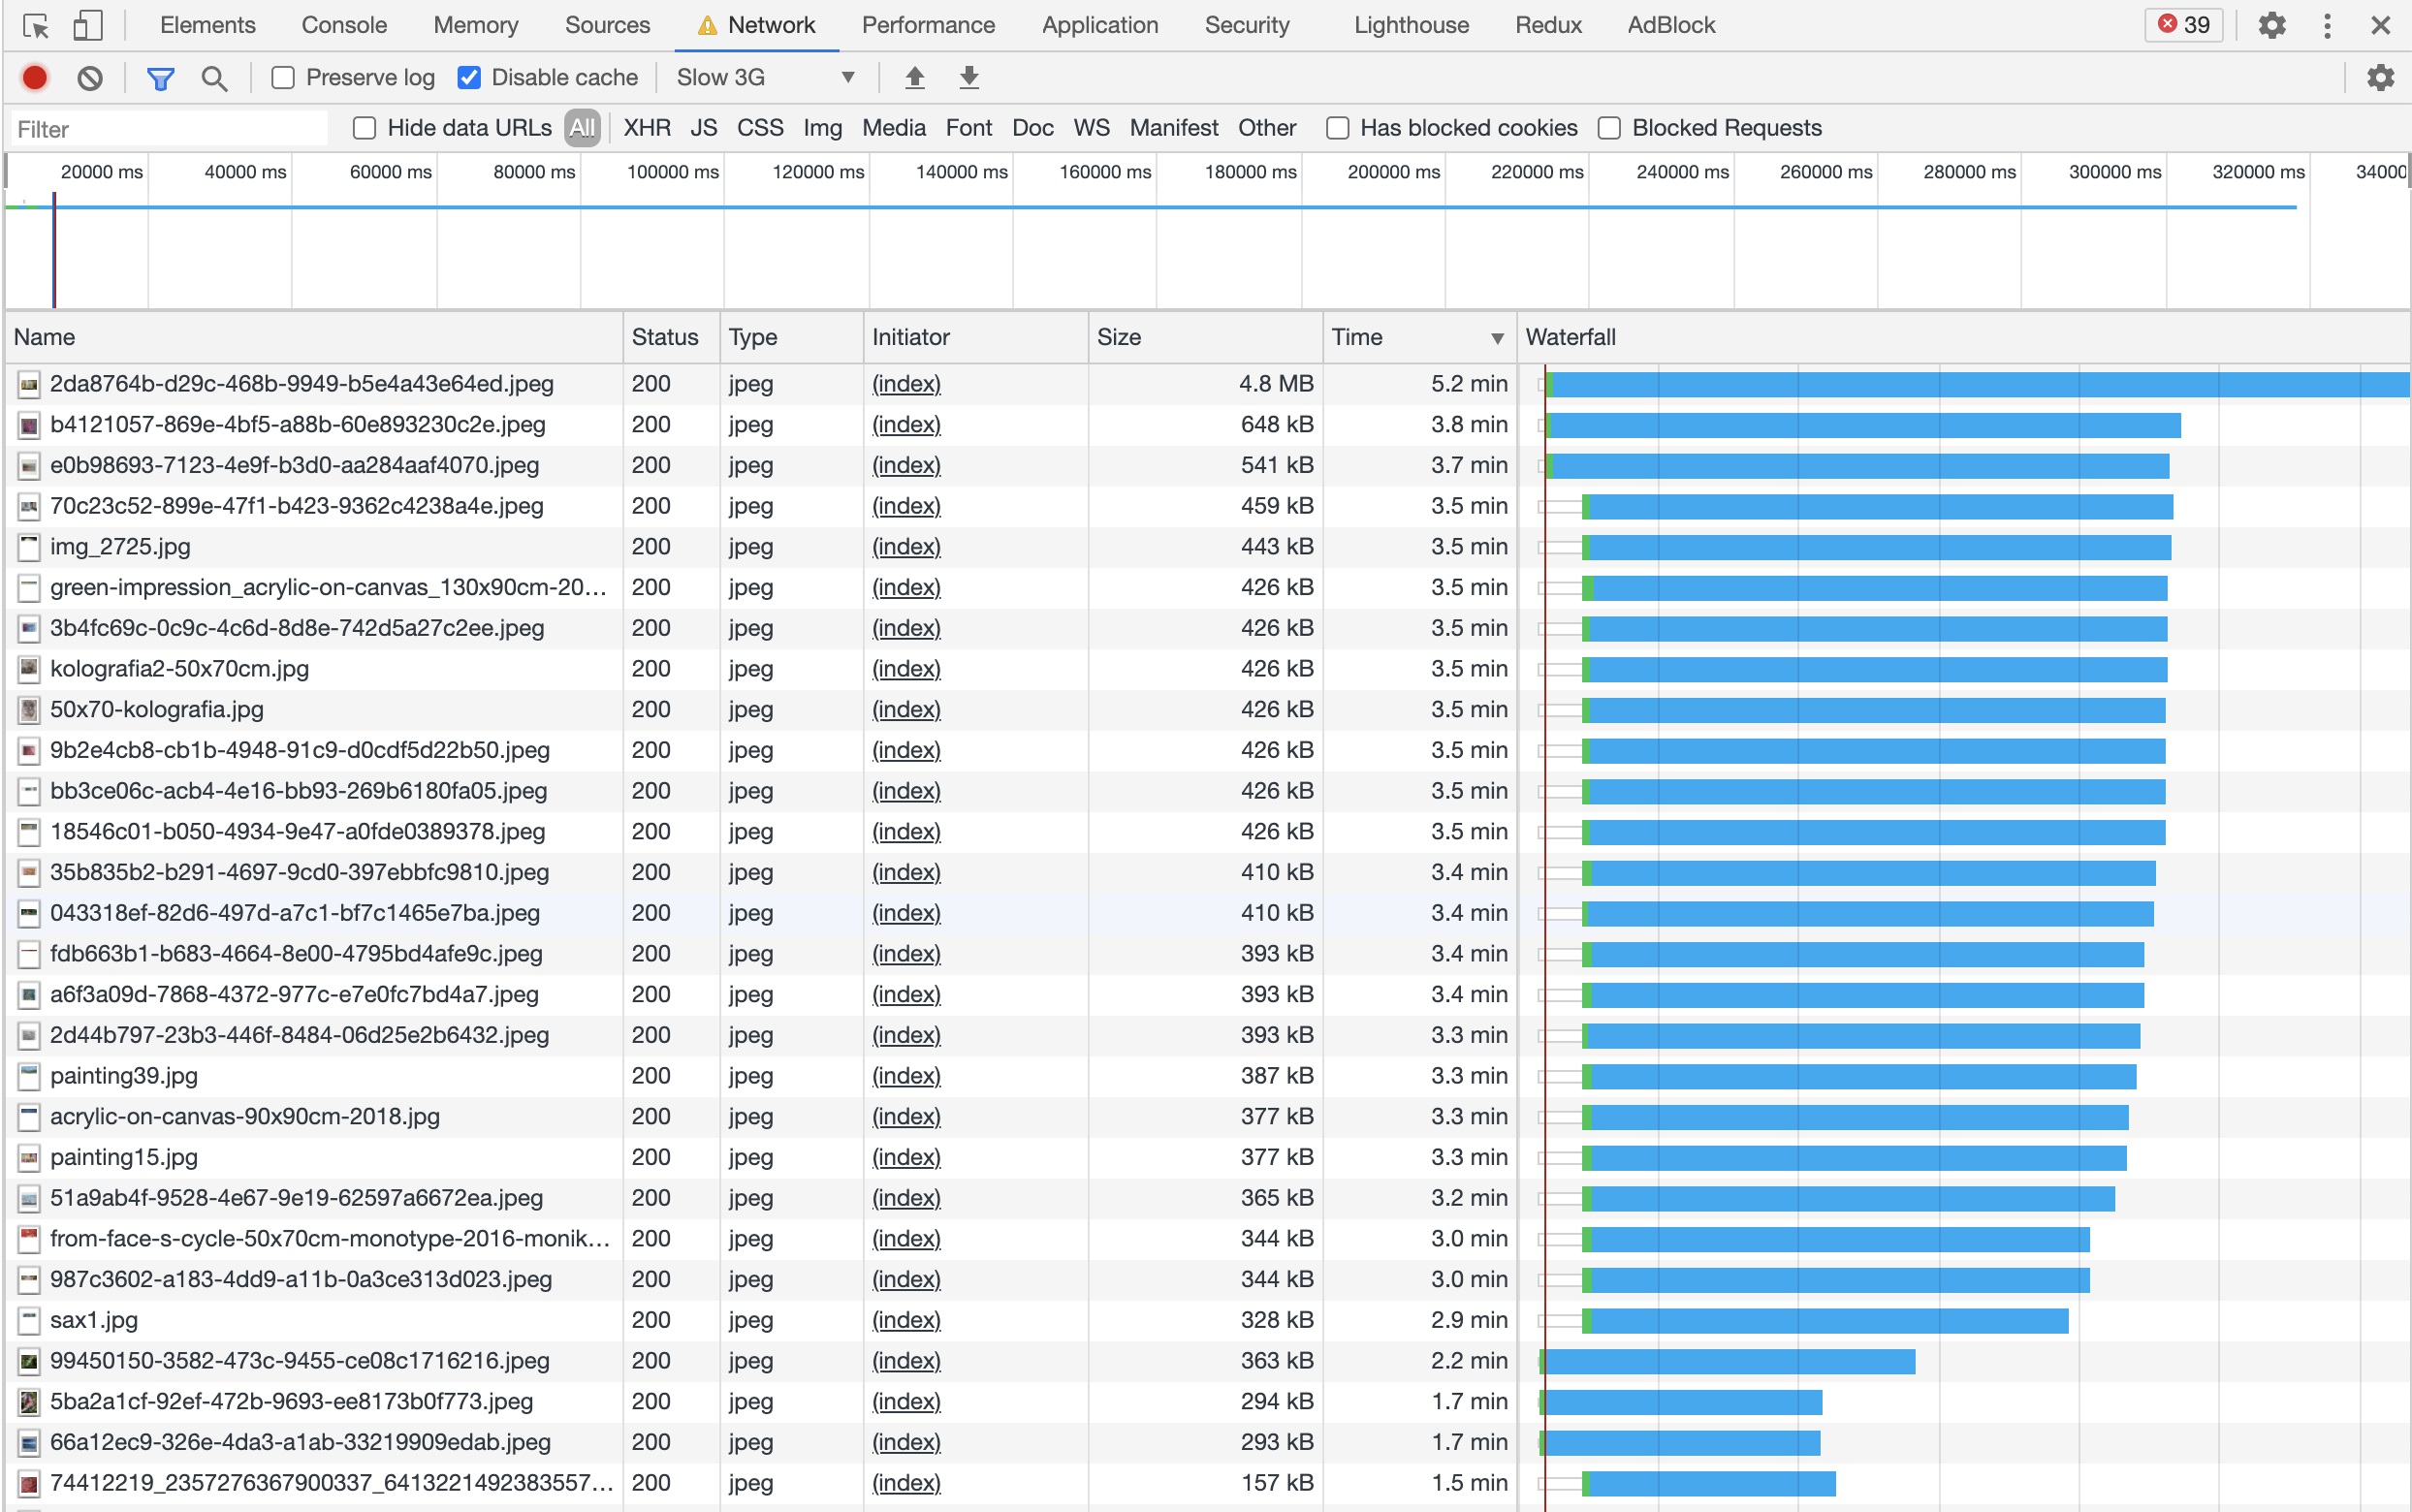 Elements Console Memory Sources Network Performance Application Security Lighthouse Redux AdBlock 39
Preserve log Disable cache Slow 3G
Filter Hide data URLs All XHR JS CSS Img Media Font Doc WS Manifest Other Has blocked cookies Blocked Requests
20000 ms 40000 ms 60000 ms 80000 ms 100000 ms 120000 ms 140000 ms 160000 ms 180000 ms 200000 ms 220000 ms 240000 ms 260000 ms 280000 ms 300000 ms 320000 ms 34000
Name Status Type Initiator Size Time Waterfall
2da8764b-d29c-468b-9949-b5e4a43e64ed.jpeg 200 jpeg (index) 4.8 MB 5.2 min
b4121057-869e-4bf5-a88b-60e893230c2e.jpeg 200 jpeg (index) 648 kB 3.8 min
e0b98693-7123-4e9f-b3d0-aa284aaf4070.jpeg 200 jpeg (index) 541 kB 3.7 min
70c23c52-899e-47f1-b423-9362c4238a4e.jpeg 200 jpeg (index) 459 kB 3.5 min
img_2725.jpg 200 jpeg (index) 443 kB 3.5 min
green-impression_acrylic-on-canvas_130x90cm-20... 200 jpeg (index) 426 kB 3.5 min
3b4fc69c-0c9c-4c6d-8d8e-742d5a27c2ee.jpeg 200 jpeg (index) 426 kB 3.5 min
kolografia2-50x70cm.jpg 200 jpeg (index) 426 kB 3.5 min
50x70-kolografia.jpg 200 jpeg (index) 426 kB 3.5 min
9b2e4cb8-cb1b-4948-91c9-d0cdf5d22b50.jpeg 200 jpeg (index) 426 kB 3.5 min
bb3ce06c-acb4-4e16-bb93-269b6180fa05.jpeg 200 jpeg (index) 426 kB 3.5 min
18546c01-b050-4934-9e47-a0fde0389378.jpeg 200 jpeg (index) 426 kB 3.5 min
35b835b2-b291-4697-9cd0-397ebbfc9810.jpeg 200 jpeg (index) 410 kB 3.4 min
043318ef-82d6-497d-a7c1-bf7c1465e7ba.jpeg 200 jpeg (index) 410 kB 3.4 min
fdb663b1-b683-4664-8e00-4795bd4afe9c.jpeg 200 jpeg (index) 393 kB 3.4 min
a6f3a09d-7868-4372-977c-e7e0fc7bd4a7.jpeg 200 jpeg (index) 393 kB 3.4 min
2d44b797-23b3-446f-8484-06d25e2b6432.jpeg 200 jpeg (index) 393 kB 3.3 min
painting39.jpg 200 jpeg (index) 387 kB 3.3 min
acrylic-on-canvas-90x90cm-2018.jpg 200 jpeg (index) 377 kB 3.3 min
painting15.jpg 200 jpeg (index) 377 kB 3.3 min
51a9ab4f-9528-4e67-9e19-62597a6672ea.jpeg 200 jpeg (index) 365 kB 3.2 min
from-face-s-cycle-50x70cm-monotype-2016-monik... 200 jpeg (index) 344 kB 3.0 min
987c3602-a183-4dd9-a11b-0a3ce313d023.jpeg 200 jpeg (index) 344 kB 3.0 min
sax1.jpg 200 jpeg (index) 328 kB 2.9 min
99450150-3582-473c-9455-ce08c1716216.jpeg 200 jpeg (index) 363 kB 2.2 min
5ba2a1cf-92ef-472b-9693-ee8173b0f773.jpeg 200 jpeg (index) 294 kB 1.7 min
66a12ec9-326e-4da3-a1ab-33219909edab.jpeg 200 jpeg (index) 293 kB 1.7 min
74412219_2357276367900337_6413221492383557... 200 jpeg (index) 157 kB 1.5 min